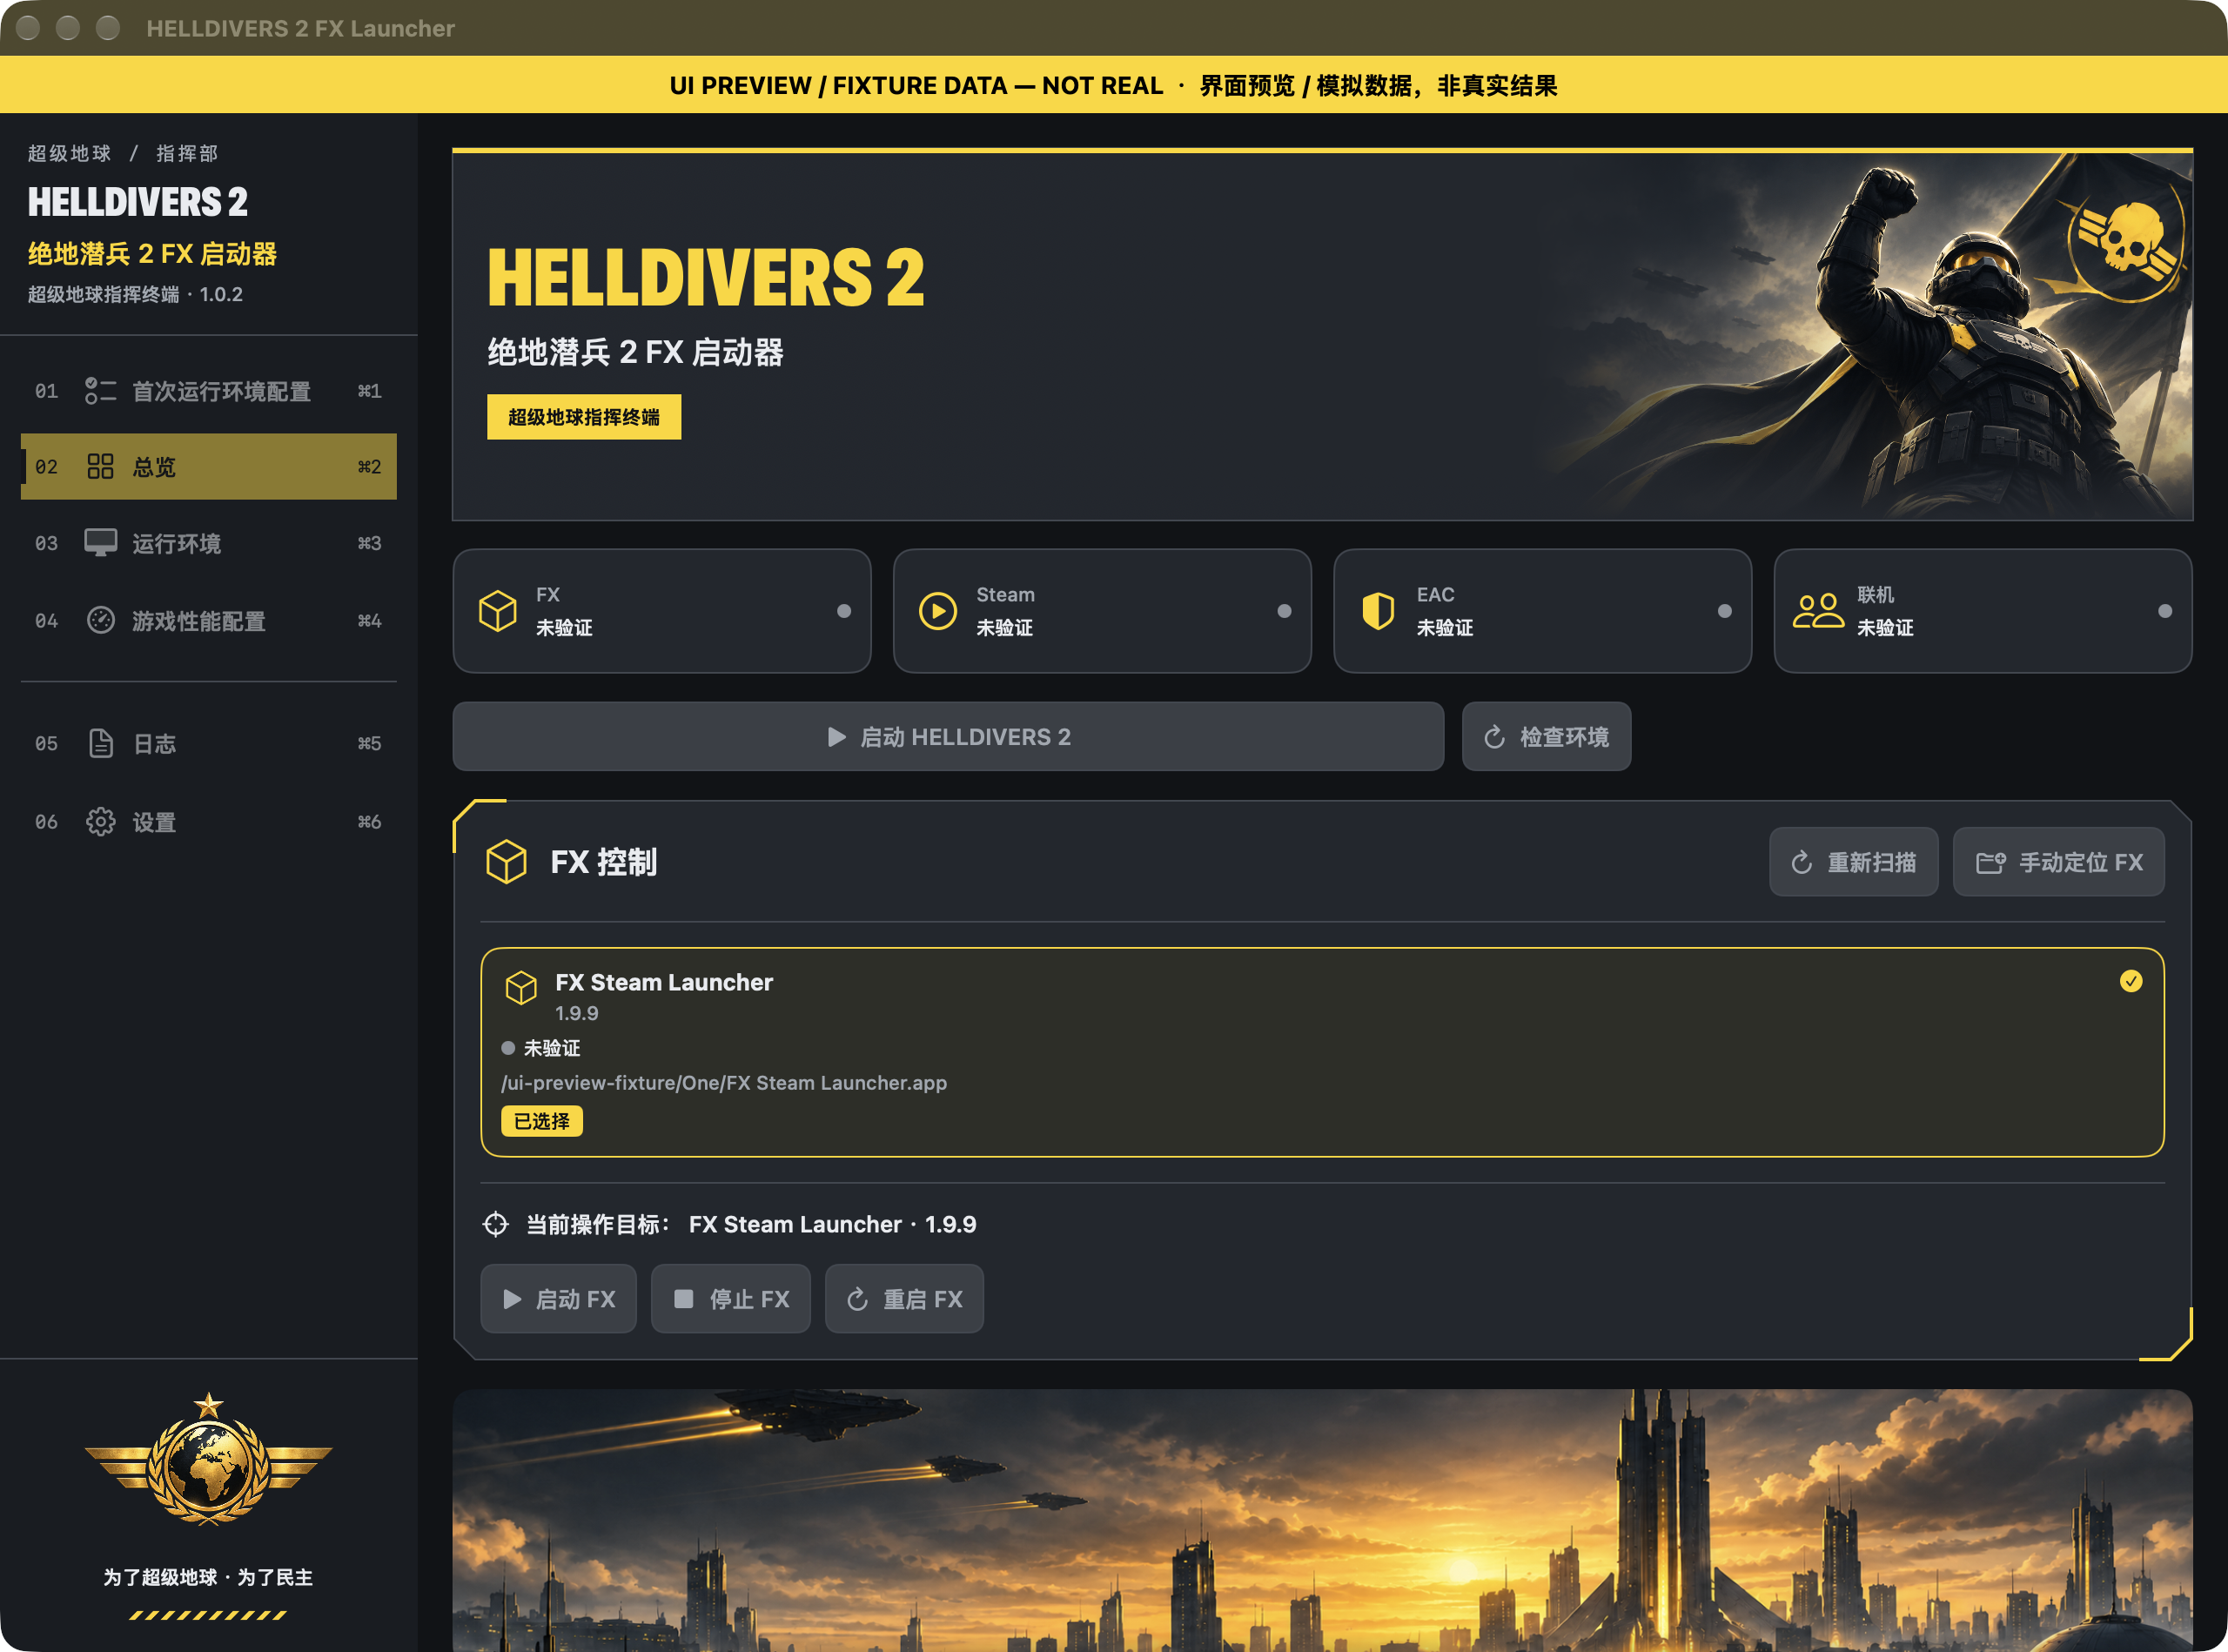 HELLDIVERS 2 FX Launcher
UI PREVIEW / FIXTURE DATA — NOT REAL · 界面预览 / 模拟数据，非真实结果
超级地球 / 指挥部
HELLDIVERS 2
绝地潜兵 2 FX 启动器
超级地球指挥终端 · 1.0.2
01 首次运行环境配置 ⌘1
02 总览 ⌘2
03 运行环境 ⌘3
04 游戏性能配置 ⌘4
05 日志 ⌘5
06 设置 ⌘6
为了超级地球 · 为了民主
HELLDIVERS 2
绝地潜兵 2 FX 启动器
超级地球指挥终端
FX
未验证
Steam
未验证
EAC
未验证
联机
未验证
启动 HELLDIVERS 2
检查环境
FX 控制
重新扫描
手动定位 FX
FX Steam Launcher
1.9.9
未验证
/ui-preview-fixture/One/FX Steam Launcher.app
已选择
当前操作目标： FX Steam Launcher · 1.9.9
启动 FX
停止 FX
重启 FX